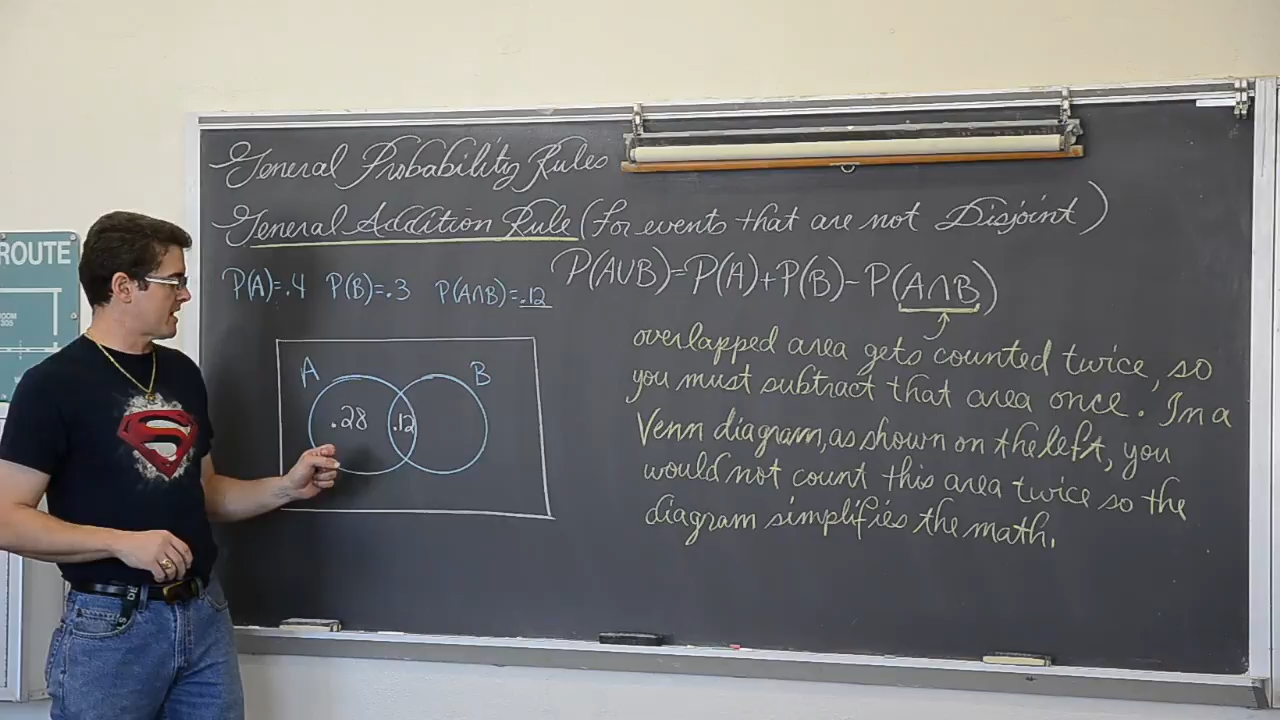 General Probability Rules
General Addition Rule (for events that are not Disjoint)
P(A)=.4 P(B)=.3 P(A∩B)=.12
P(A∪B)=P(A)+P(B)-P(A∩B)
overlapped area gets counted twice, so
you must subtract that area once. In a
Venn diagram, as shown on the left, you
would not count this area twice so the
diagram simplifies the math.
A
B
.28
.12
ROUTE
S